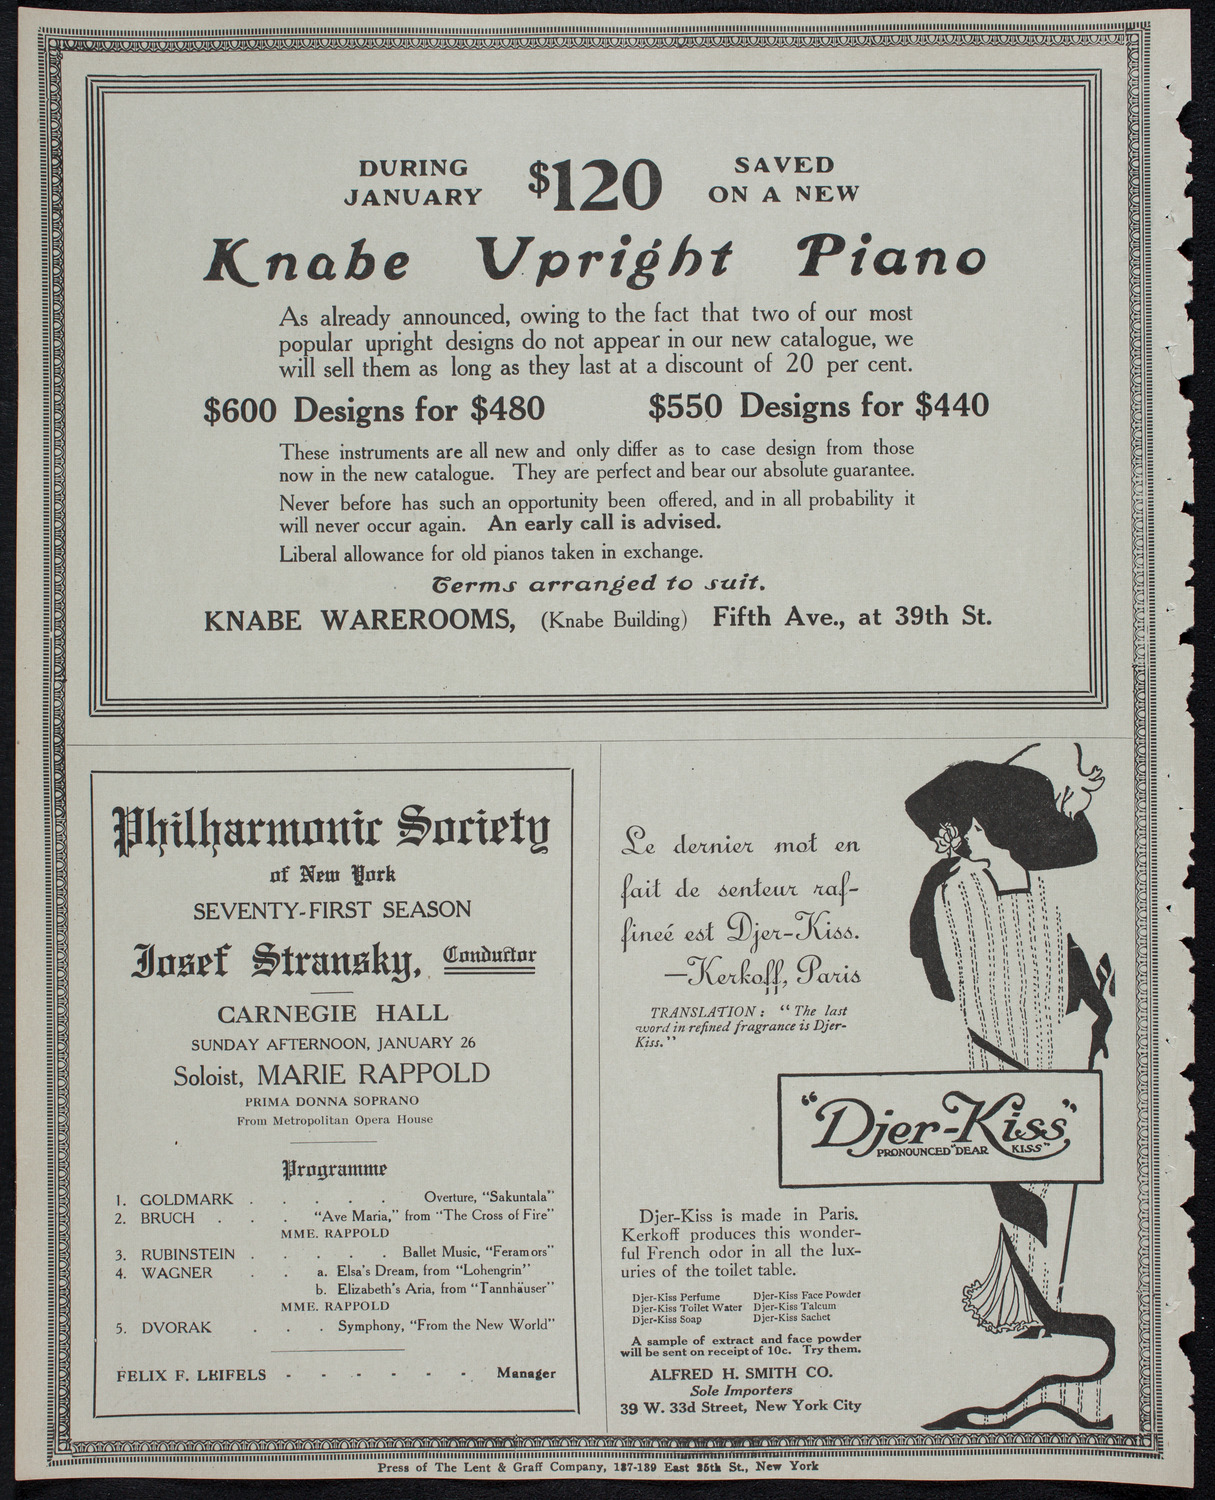 DURING JANUARY $120 SAVED ON A NEW
Knabe Upright Piano
As already announced, owing to the fact that two of our most
popular upright designs do not appear in our new catalogue, we
will sell them as long as they last at a discount of 20 per cent.
$600 Designs for $480 $550 Designs for $440
These instruments are all new and only differ as to case design from those
now in the new catalogue. They are perfect and bear our absolute guarantee.
Never before has such an opportunity been offered, and in all probability it
will never occur again. An early call is advised.
Liberal allowance for old pianos taken in exchange.
Terms arranged to suit.
KNABE WAREROOMS, (Knabe Building) Fifth Ave., at 39th St.
Philharmonic Society
of New York
SEVENTY-FIRST SEASON
Josef Stransky, Conductor
CARNEGIE HALL
SUNDAY AFTERNOON, JANUARY 26
Soloist, MARIE RAPPOLD
PRIMA DONNA SOPRANO
From Metropolitan Opera House
Programme
1. GOLDMARK . . . . . Overture, "Sakuntala"
2. BRUCH . . . "Ave Maria," from "The Cross of Fire"
MME. RAPPOLD
3. RUBINSTEIN . . . . . Ballet Music, "Feramors"
4. WAGNER . . a. Elsa's Dream, from "Lohengrin"
b. Elizabeth's Aria, from "Tannhäuser"
MME. RAPPOLD
5. DVORAK . . . Symphony, "From the New World"
FELIX F. LEIFELS - - - - - - Manager
Le dernier mot en
fait de senteur raf-
fineé est Djer-Kiss.
—Kerkoff, Paris
TRANSLATION: "The last
word in refined fragrance is Djer-
Kiss."
"Djer-Kiss"
PRONOUNCED "DEAR KISS"
Djer-Kiss is made in Paris.
Kerkoff produces this wonder-
ful French odor in all the lux-
uries of the toilet table.
Djer-Kiss Perfume Djer-Kiss Face Powder
Djer-Kiss Toilet Water Djer-Kiss Talcum
Djer-Kiss Soap Djer-Kiss Sachet
A sample of extract and face powder
will be sent on receipt of 10c. Try them.
ALFRED H. SMITH CO.
Sole Importers
39 W. 33d Street, New York City
Press of The Lent & Graff Company, 137-139 East 25th St., New York